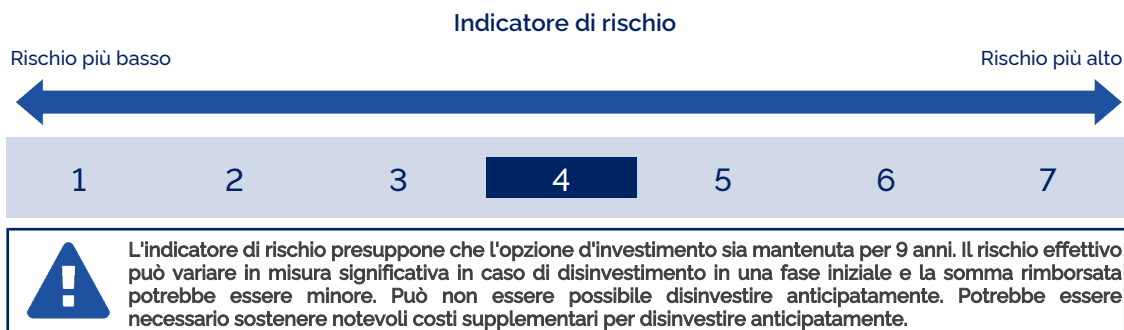 Indicatore di rischio
Rischio più basso
Rischio più alto
1 2 3 4 5 6 7
L'indicatore di rischio presuppone che l'opzione d'investimento sia mantenuta per 9 anni. Il rischio effettivo
può variare in misura significativa in caso di disinvestimento in una fase iniziale e la somma rimborsata
potrebbe essere minore. Può non essere possibile disinvestire anticipatamente. Potrebbe essere
necessario sostenere notevoli costi supplementari per disinvestire anticipatamente.